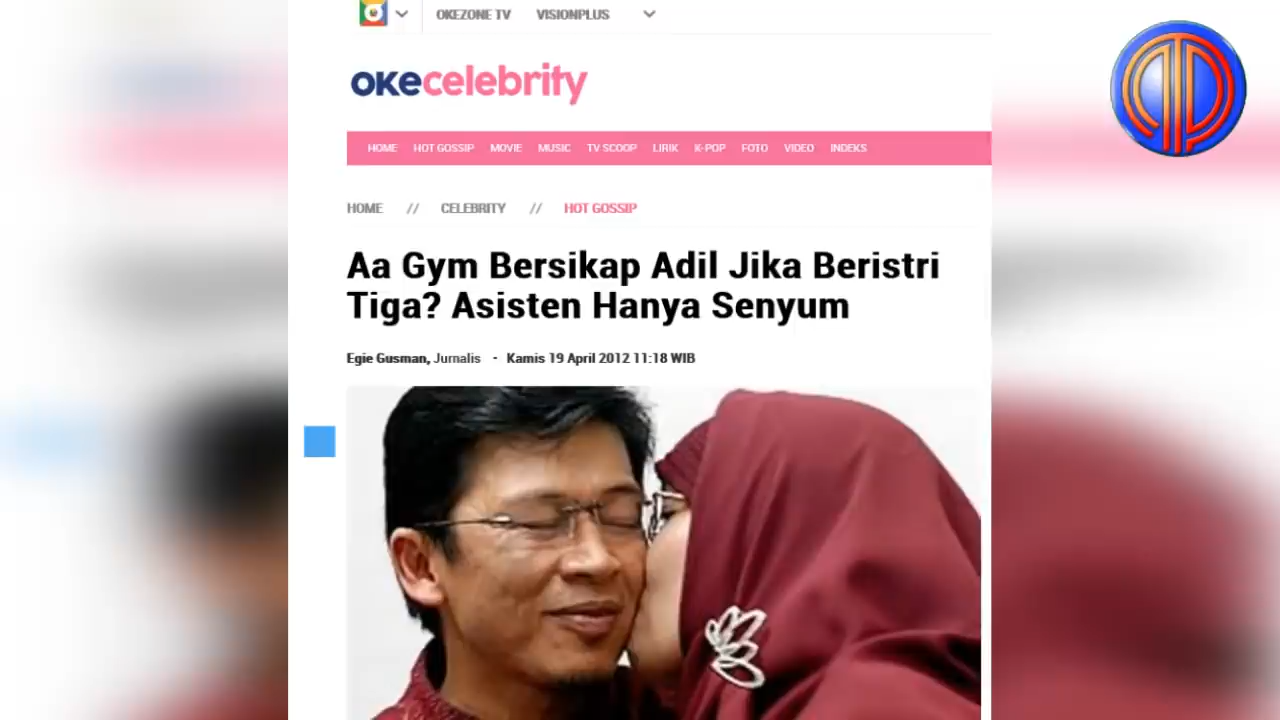 OKEZONE TV VISIONPLUS
okecelebrity
HOME HOT GOSSIP MOVIE MUSIC TV SCOOP LIRIK K-POP FOTO VIDEO INDEKS
HOME // CELEBRITY // HOT GOSSIP
Aa Gym Bersikap Adil Jika Beristri
Tiga? Asisten Hanya Senyum
Egie Gusman, Jurnalis - Kamis 19 April 2012 11:18 WIB